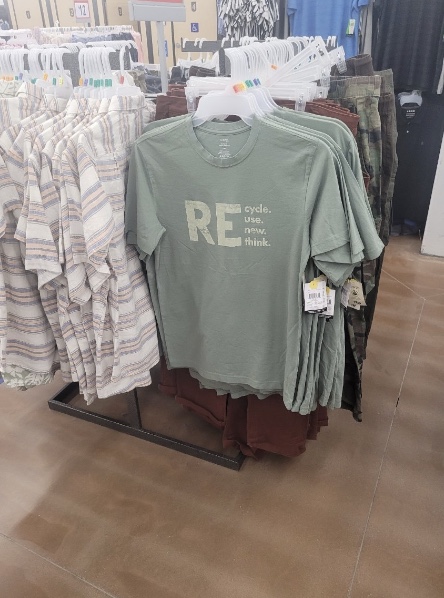 RE
cycle.
use.
new.
think.